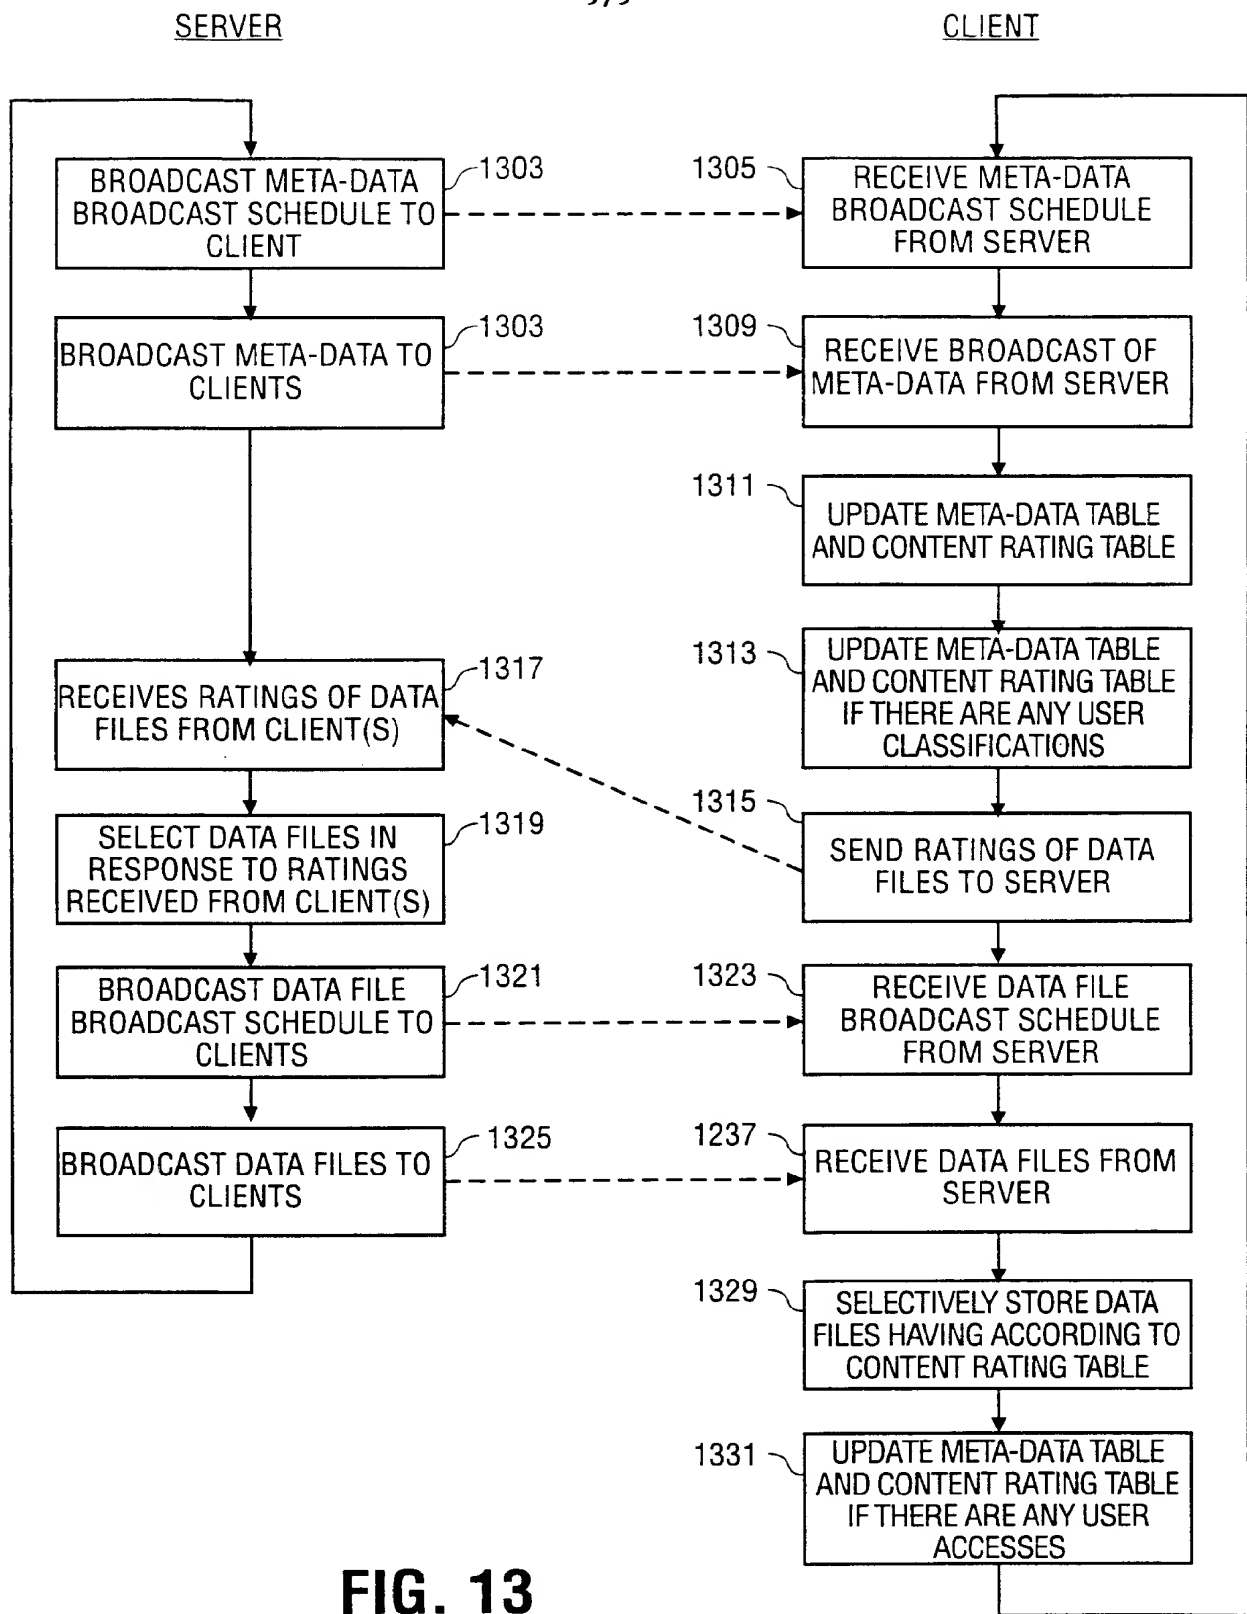 SERVER
CLIENT
BROADCAST META-DATA
BROADCAST SCHEDULE TO
CLIENT
1303
1305
RECEIVE META-DATA
BROADCAST SCHEDULE
FROM SERVER
BROADCAST META-DATA TO
CLIENTS
1303
1309
RECEIVE BROADCAST OF
META-DATA FROM SERVER
1311
UPDATE META-DATA TABLE
AND CONTENT RATING TABLE
1313
UPDATE META-DATA TABLE
AND CONTENT RATING TABLE
IF THERE ARE ANY USER
CLASSIFICATIONS
RECEIVES RATINGS OF DATA
FILES FROM CLIENT(S)
1317
1315
SEND RATINGS OF DATA
FILES TO SERVER
SELECT DATA FILES IN
RESPONSE TO RATINGS
RECEIVED FROM CLIENT(S)
1319
BROADCAST DATA FILE
BROADCAST SCHEDULE TO
CLIENTS
1321
1323
RECEIVE DATA FILE
BROADCAST SCHEDULE
FROM SERVER
BROADCAST DATA FILES TO
CLIENTS
1325
1237
RECEIVE DATA FILES FROM
SERVER
1329
SELECTIVELY STORE DATA
FILES HAVING ACCORDING TO
CONTENT RATING TABLE
1331
UPDATE META-DATA TABLE
AND CONTENT RATING TABLE
IF THERE ARE ANY USER
ACCESSES
FIG. 13